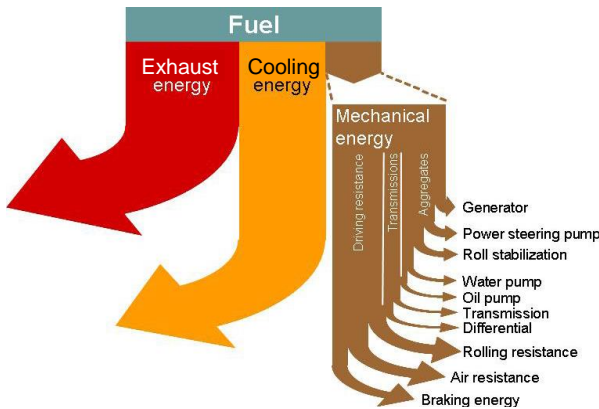 Fuel
Exhaust
energy
Cooling
energy
Mechanical
energy
Driving resistance
Transmissions
Aggregates
Generator
Power steering pump
Roll stabilization
Water pump
Oil pump
Transmission
Differential
Rolling resistance
Air resistance
Braking energy